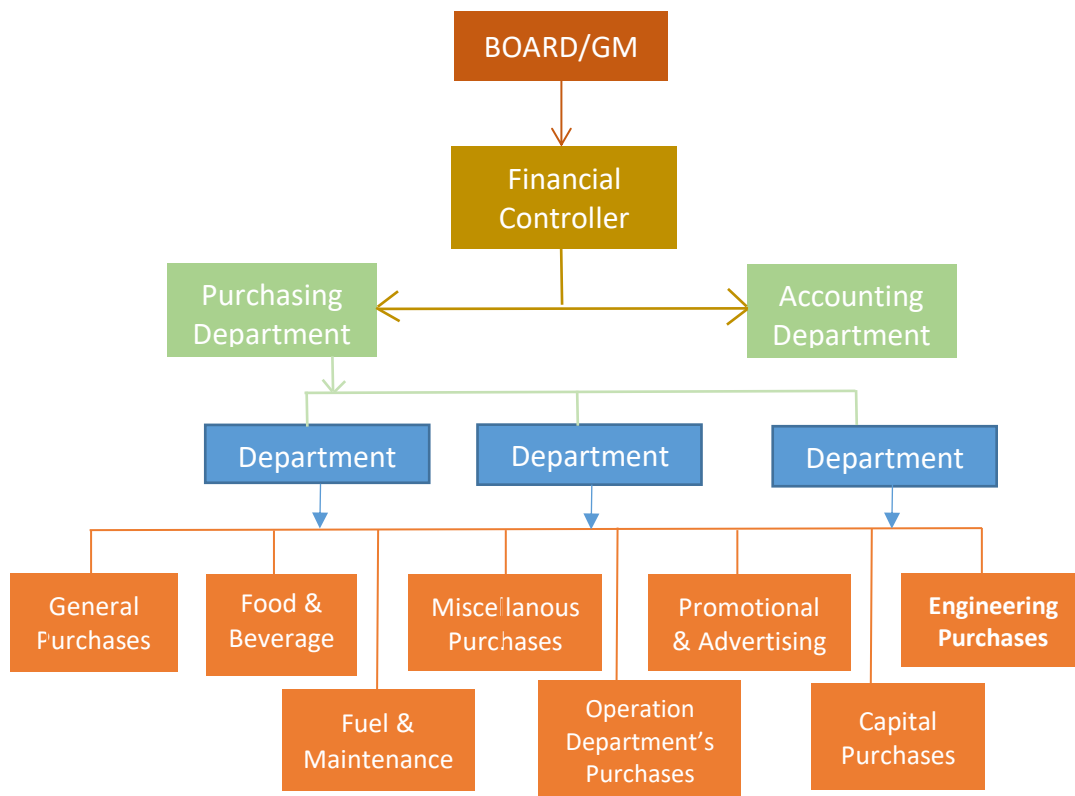 BOARD/GM
Financial
Controller
Purchasing
Department
Accounting
Department
Department
Department
Department
General
Purchases
Food &
Beverage
Miscellanous
Purchases
Promotional
& Advertising
Engineering
Purchases
Fuel &
Maintenance
Operation
Department’s
Purchases
Capital
Purchases